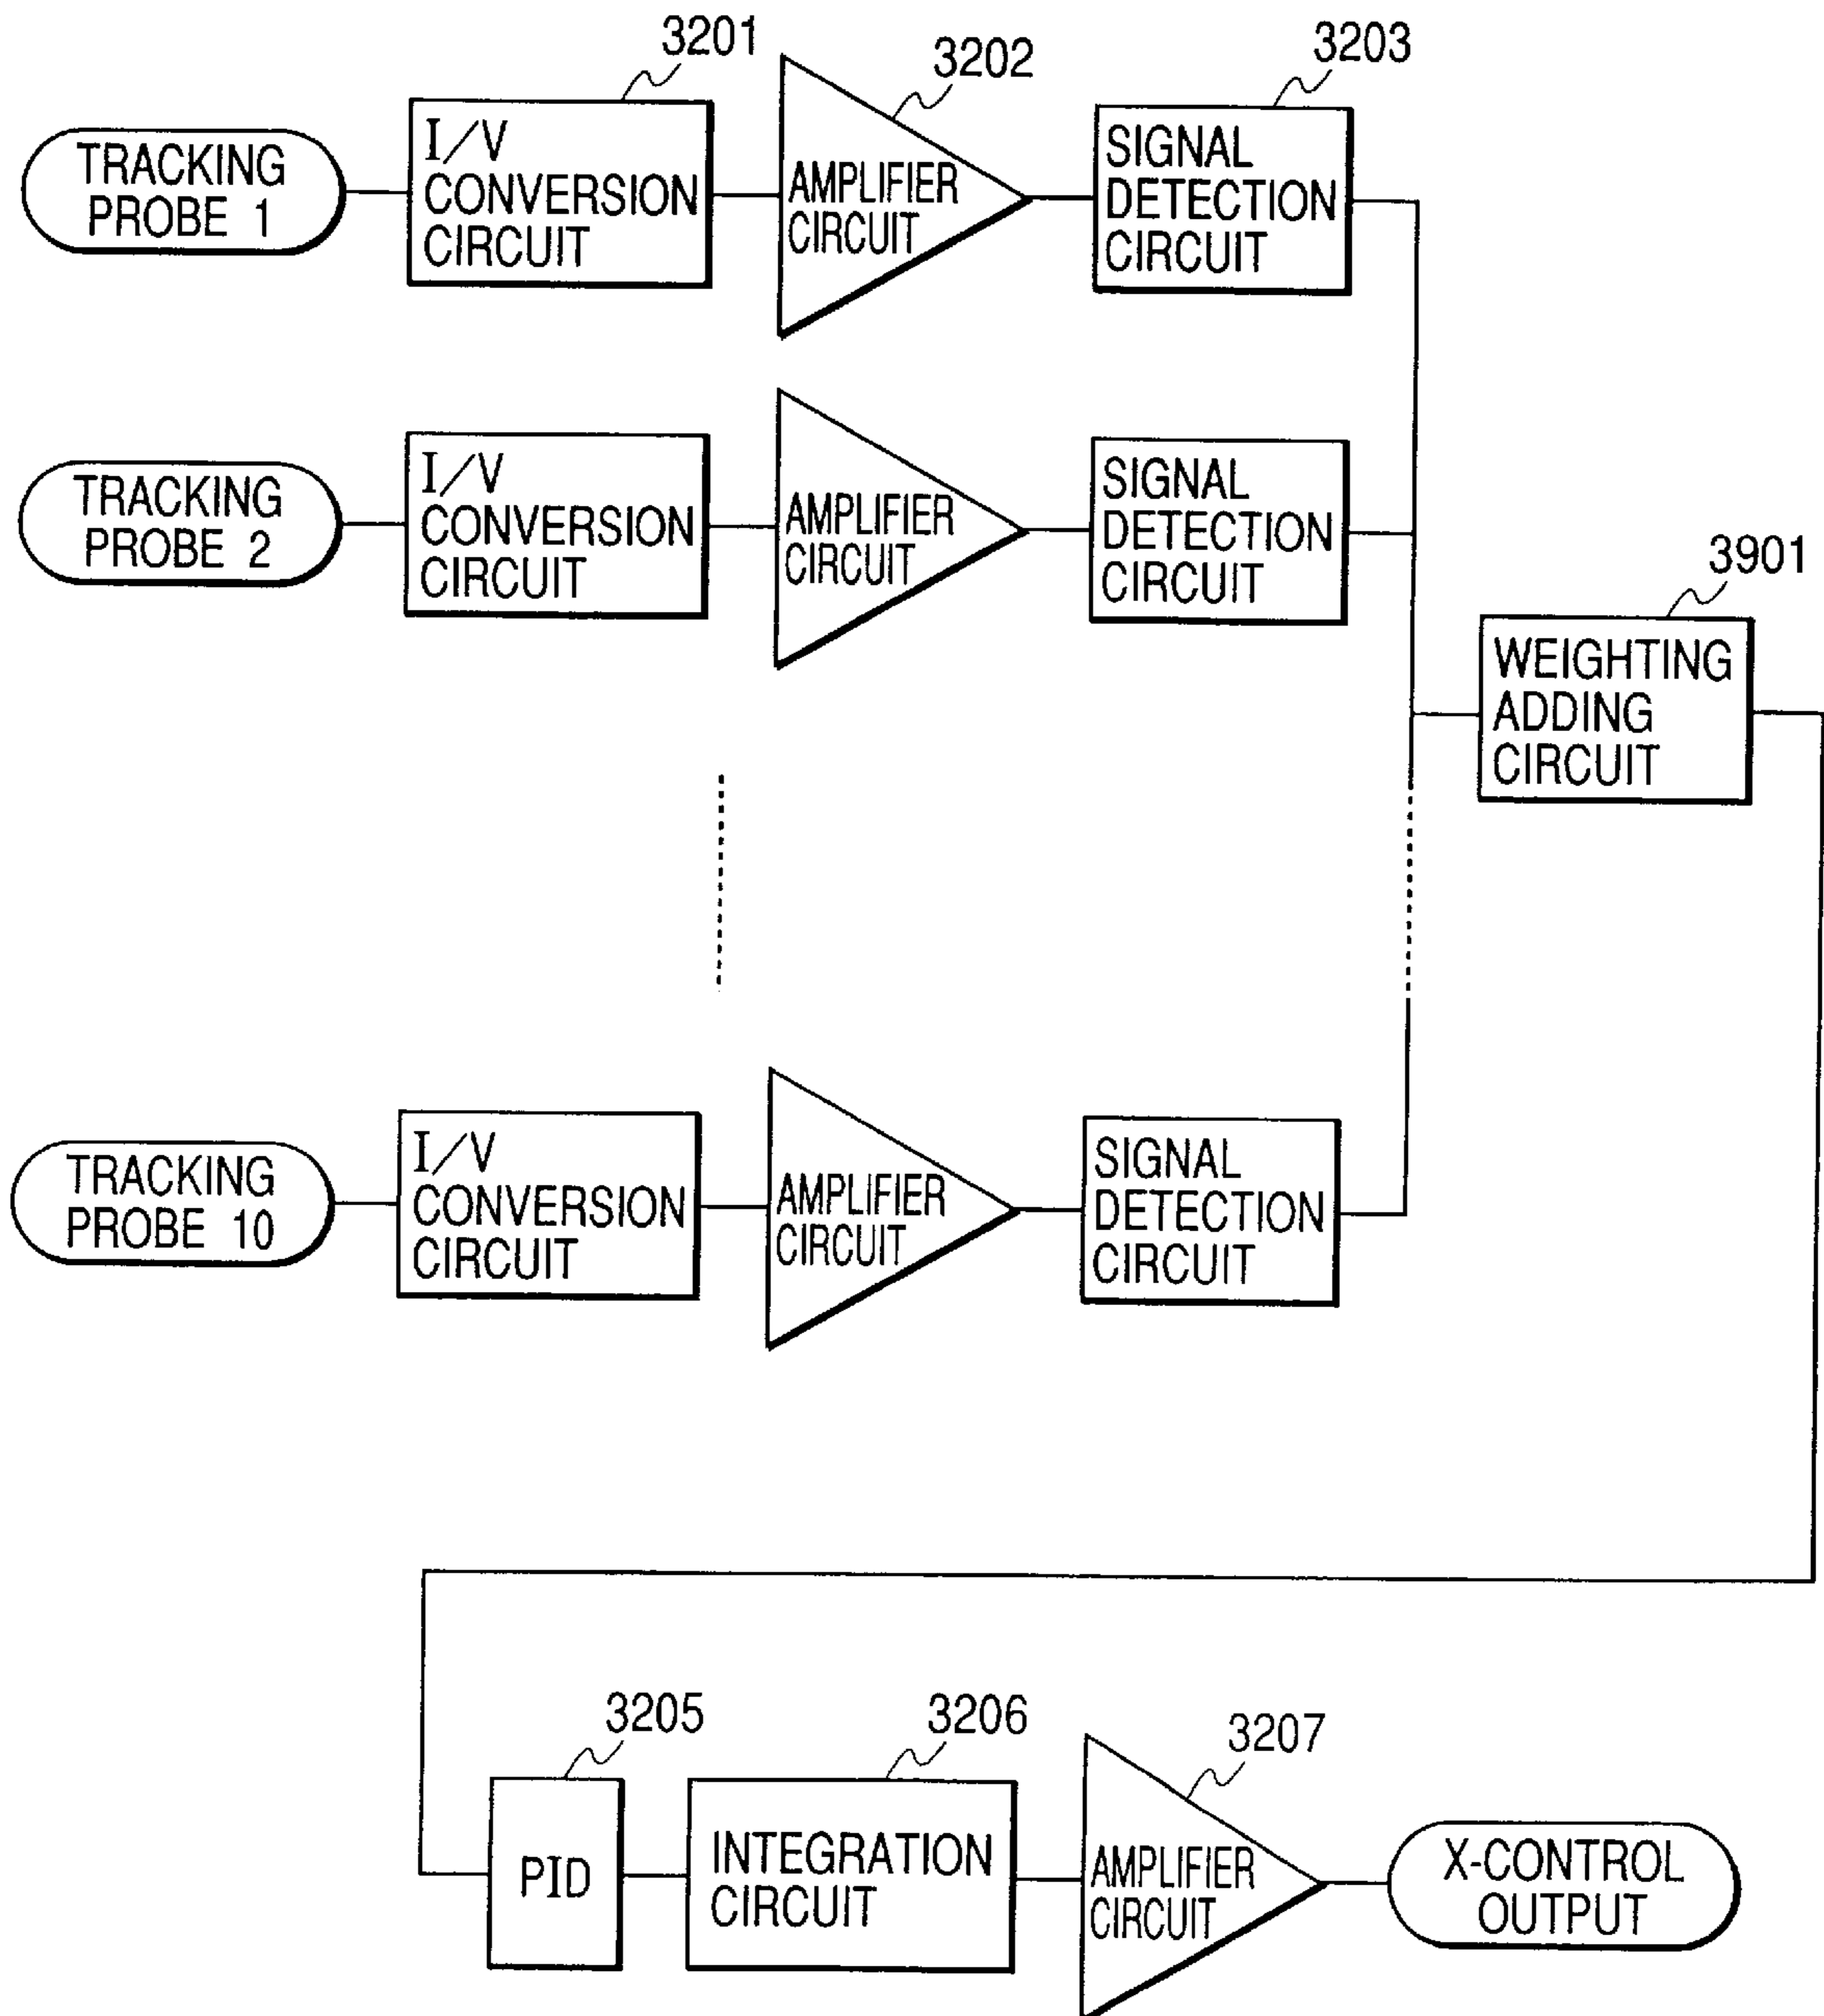 3201
3202
3203
TRACKING
PROBE 1
I/V
CONVERSION
CIRCUIT
AMPLIFIER
CIRCUIT
SIGNAL
DETECTION
CIRCUIT
TRACKING
PROBE 2
I/V
CONVERSION
CIRCUIT
AMPLIFIER
CIRCUIT
SIGNAL
DETECTION
CIRCUIT
3901
WEIGHTING
ADDING
CIRCUIT
TRACKING
PROBE 10
I/V
CONVERSION
CIRCUIT
AMPLIFIER
CIRCUIT
SIGNAL
DETECTION
CIRCUIT
3205
3206
3207
PID
INTEGRATION
CIRCUIT
AMPLIFIER
CIRCUIT
X-CONTROL
OUTPUT